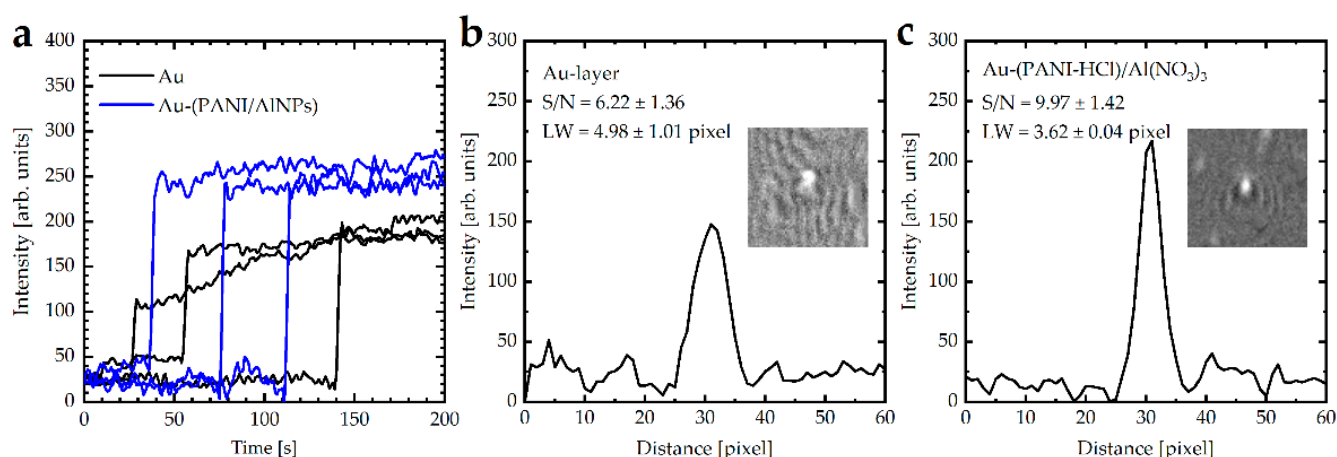 a
400
350
300
250
200
150
100
50
0
Intensity [arb. units]
Au
Au-(PANI/AlNPs)
0
50
100
150
200
Time [s]
b
300
250
200
150
100
50
0
Intensity [arb. units]
Au-layer
S/N = 6.22 ± 1.36
LW = 4.98 ± 1.01 pixel
0
10
20
30
40
50
60
Distance [pixel]
c
300
250
200
150
100
50
0
Intensity [arb. units]
Au-(PANI-HCl)/Al(NO₃)₃
S/N = 9.97 ± 1.42
LW = 3.62 ± 0.04 pixel
0
10
20
30
40
50
60
Distance [pixel]